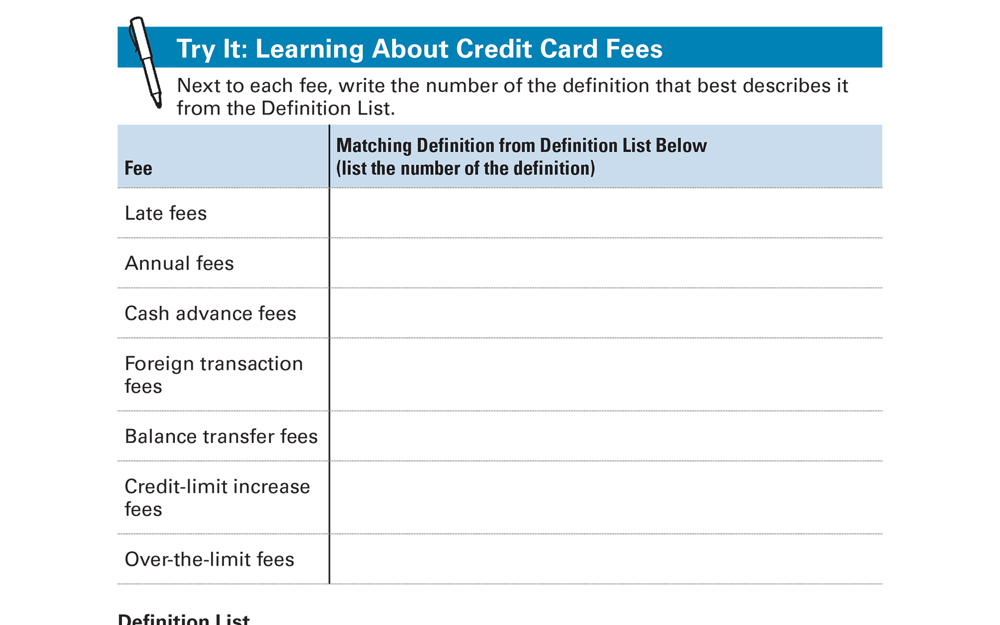 Try It: Learning About Credit Card Fees
Next to each fee, write the number of the definition that best describes it
from the Definition List.
Fee
Matching Definition from Definition List Below
(list the number of the definition)
Late fees
Annual fees
Cash advance fees
Foreign transaction
fees
Balance transfer fees
Credit-limit increase
fees
Over-the-limit fees
Definition List